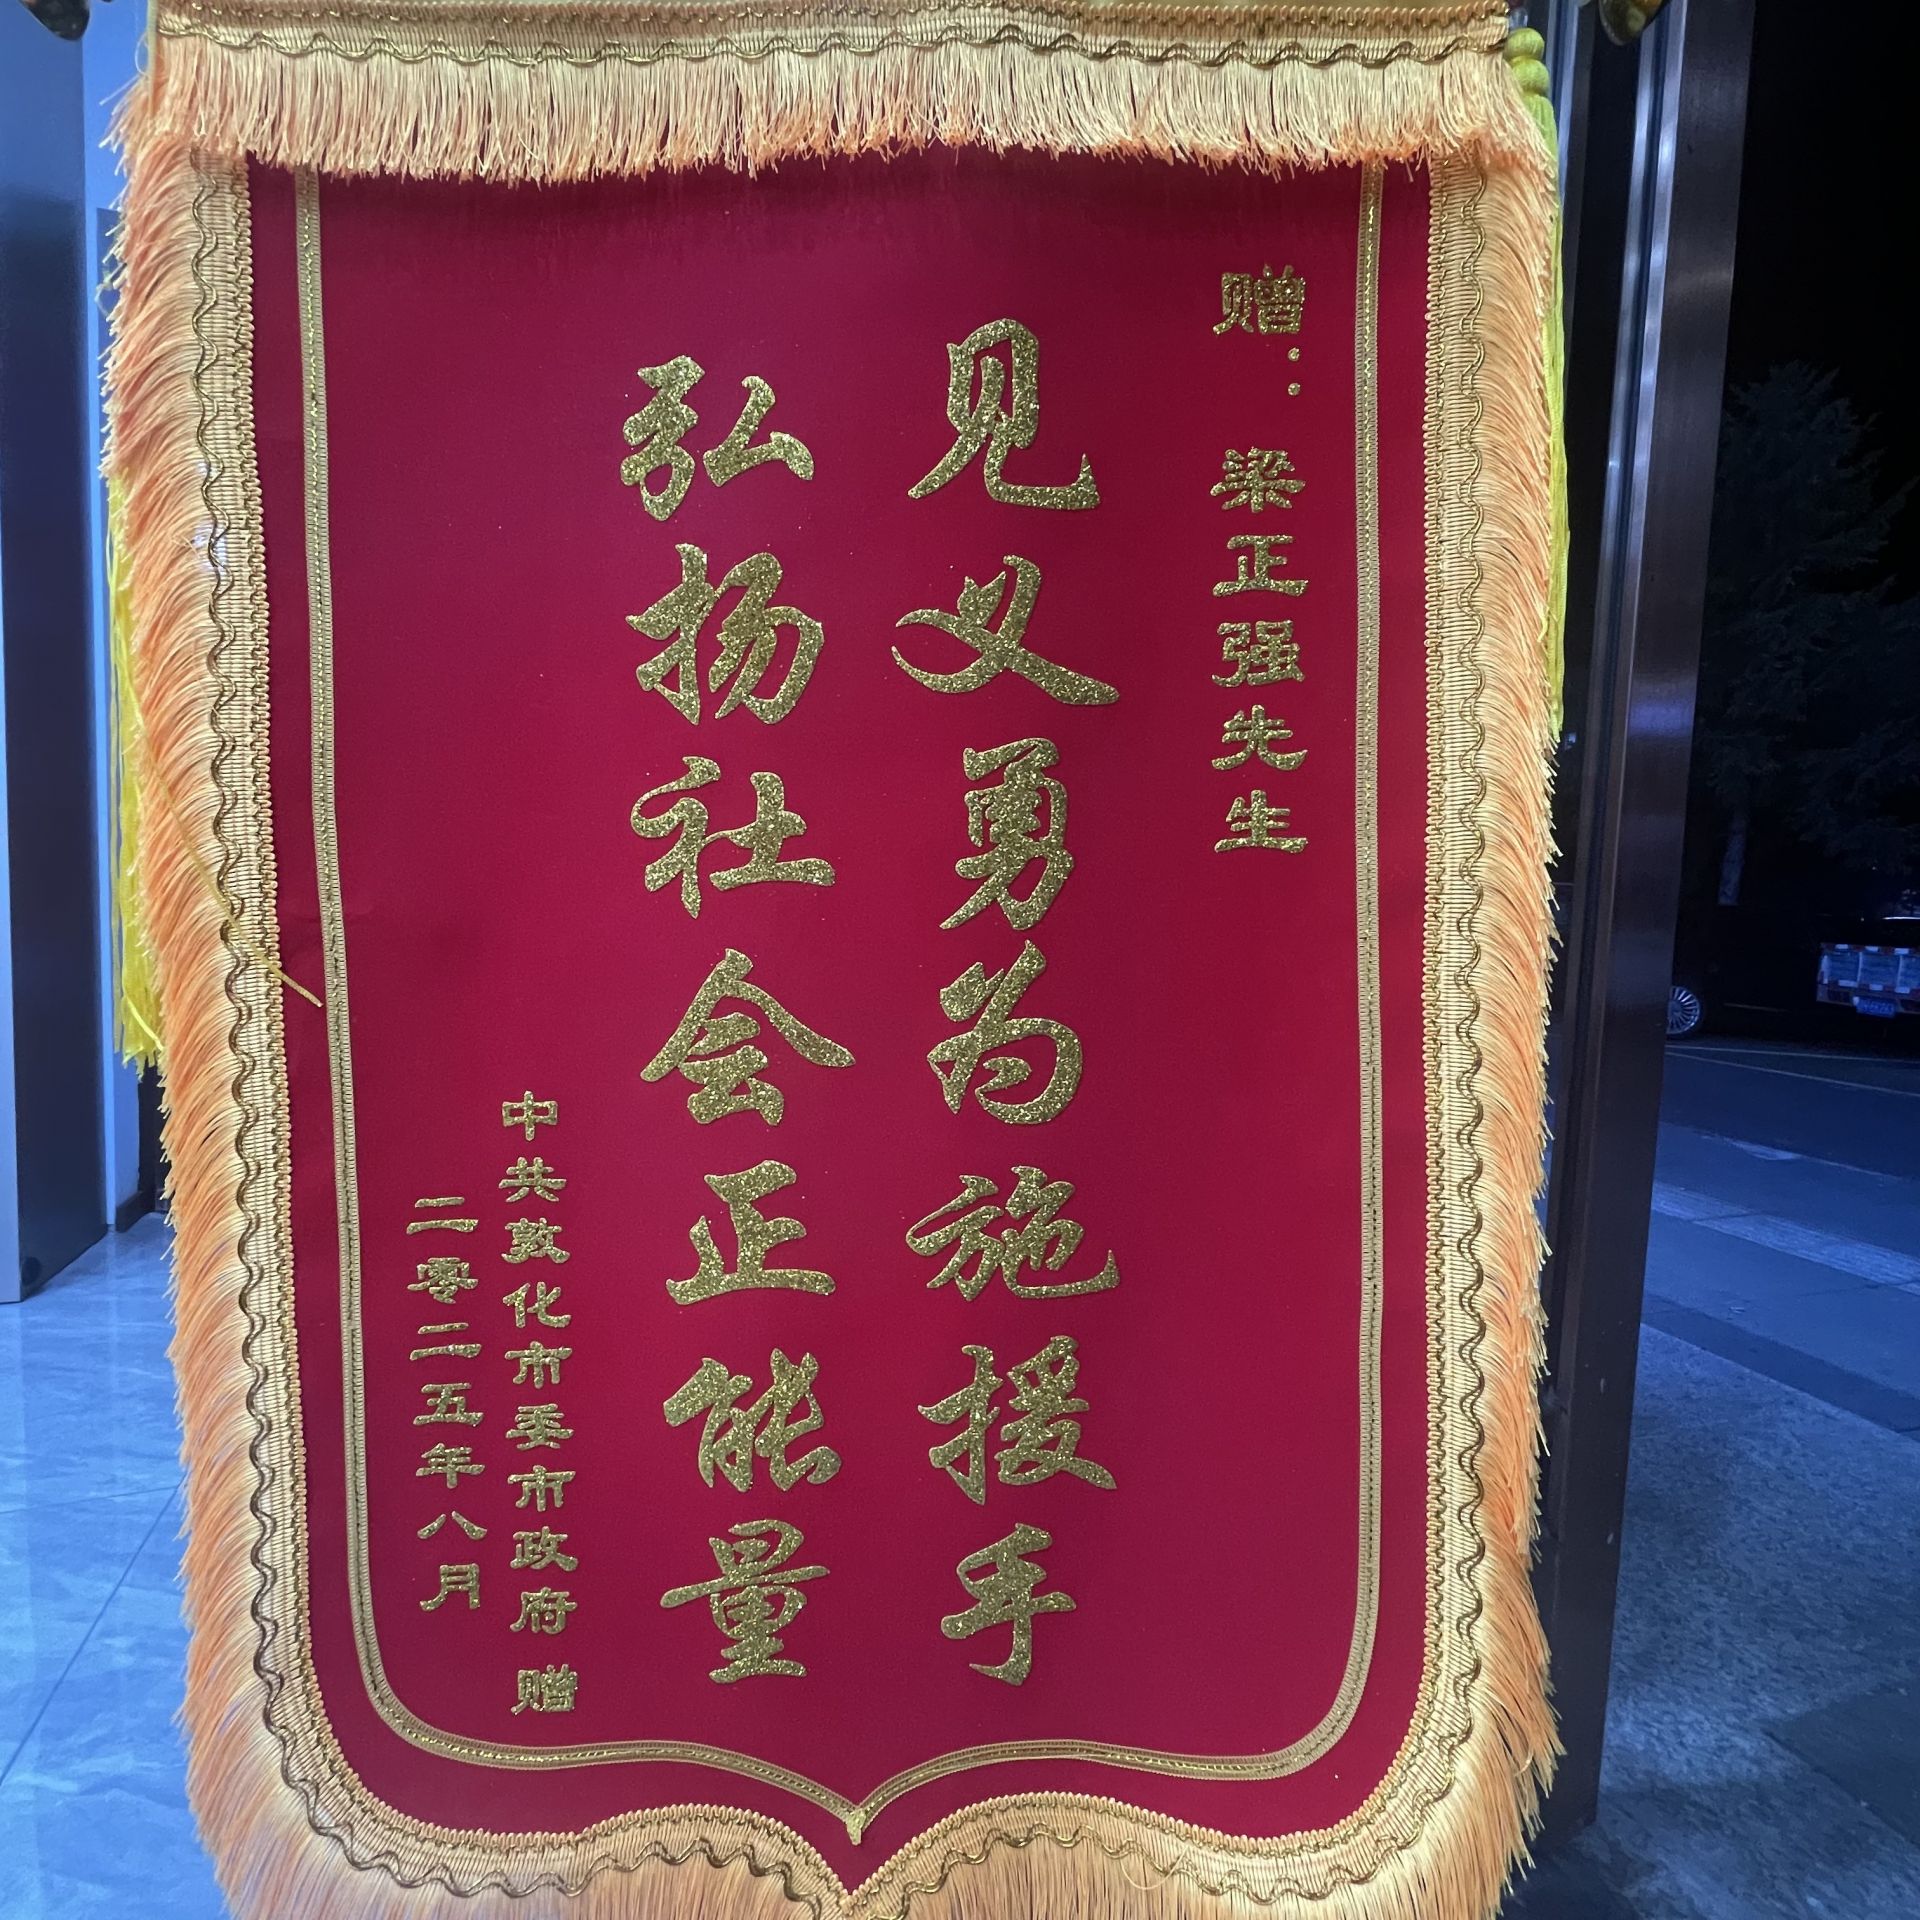 赠：梁正强先生
见义勇为施援手
弘扬社会正能量
中共敦化市委市政府 赠
二零二五年八月